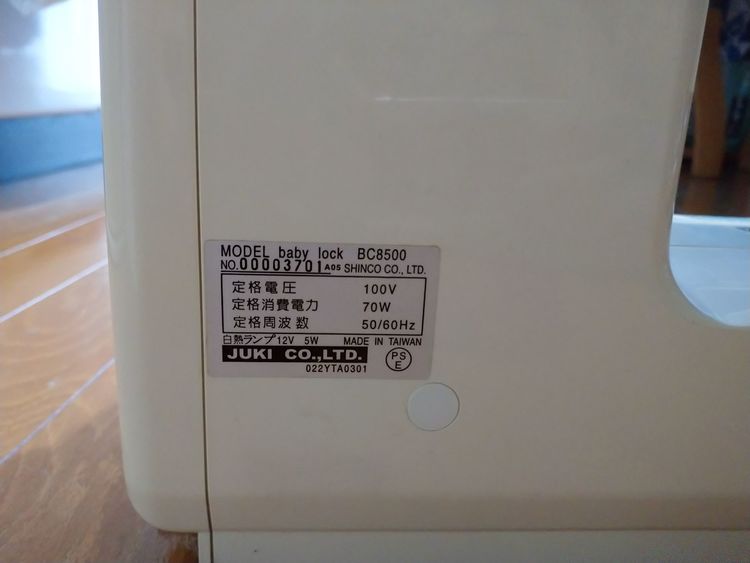 MODEL baby lock BC8500
NO.00003701 A05 SHINCO CO., LTD.
定格電圧 100V
定格消費電力 70W
定格周波数 50/60Hz
白熱ランプ 12V 5W MADE IN TAIWAN
JUKI CO.,LTD. PS E
022YTA0301